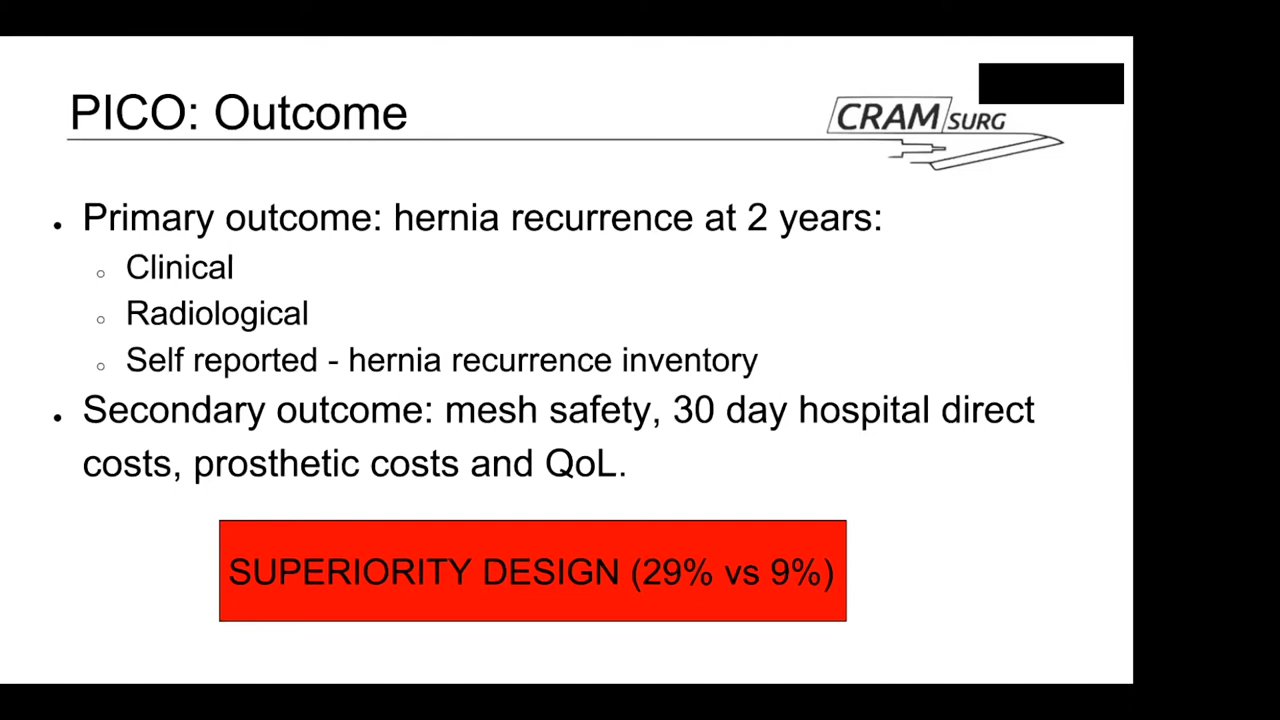 PICO: Outcome
CRAM SURG
Primary outcome: hernia recurrence at 2 years:
Clinical
Radiological
Self reported - hernia recurrence inventory
Secondary outcome: mesh safety, 30 day hospital direct
costs, prosthetic costs and QoL.
SUPERIORITY DESIGN (29% vs 9%)